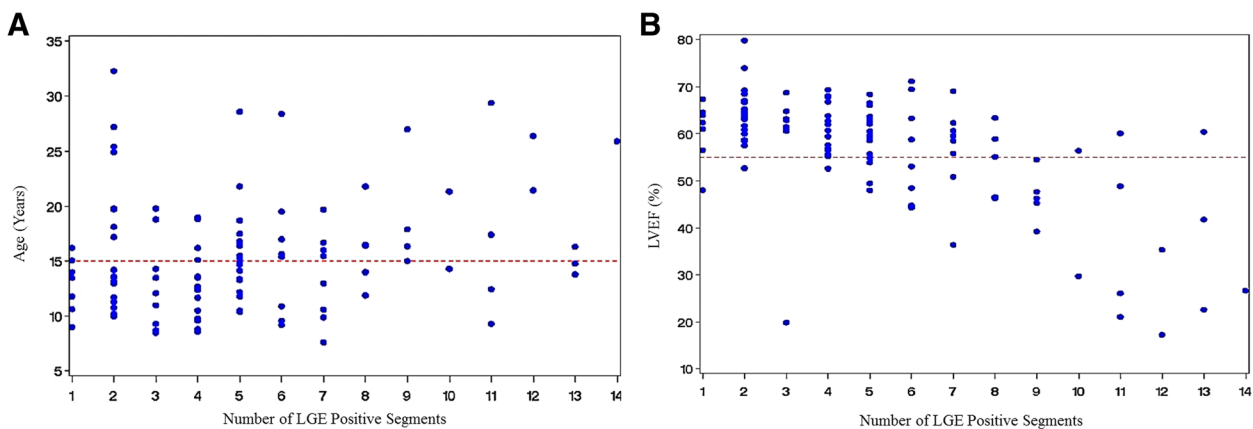 A
B
Age (Years)
35
30
25
20
15
10
5
1 2 3 4 5 6 7 8 9 10 11 12 13 14
Number of LGE Positive Segments
LVEF (%)
80
70
60
50
40
30
20
10
1 2 3 4 5 6 7 8 9 10 11 12 13 14
Number of LGE Positive Segments